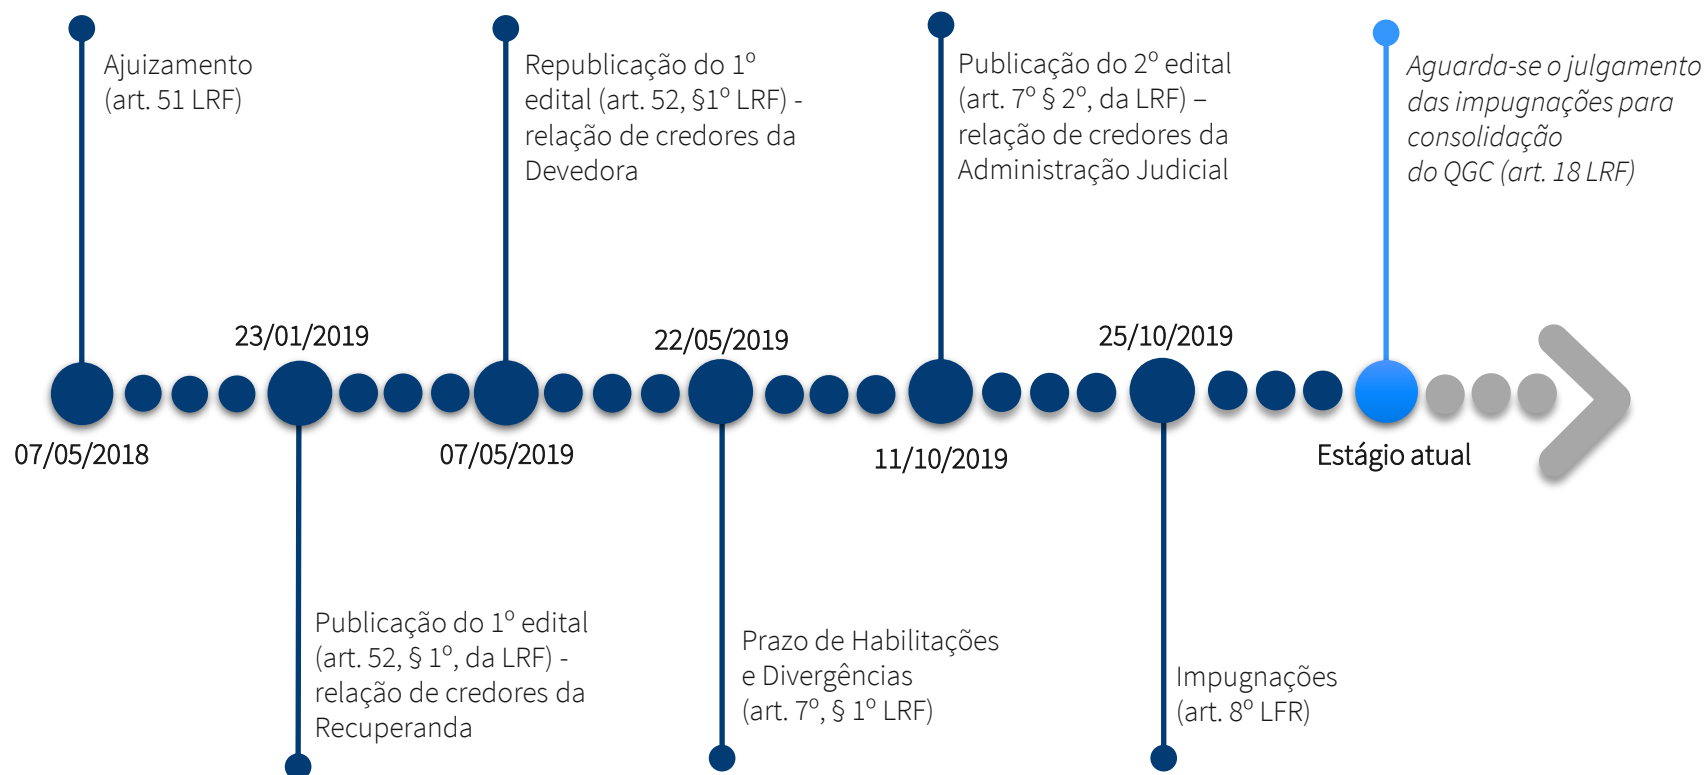 Ajuizamento
(art. 51 LRF)
07/05/2018
23/01/2019
Publicação do 1º edital
(art. 52, § 1º, da LRF) -
relação de credores da
Recuperanda
Republicação do 1º
edital (art. 52, §1º LRF) -
relação de credores da
Devedora
07/05/2019
22/05/2019
Prazo de Habilitações
e Divergências
(art. 7º, § 1º LRF)
Publicação do 2º edital
(art. 7º § 2º, da LRF) –
relação de credores da
Administração Judicial
11/10/2019
25/10/2019
Impugnações
(art. 8º LFR)
Aguarda-se o julgamento
das impugnações para
consolidação
do QGC (art. 18 LRF)
Estágio atual